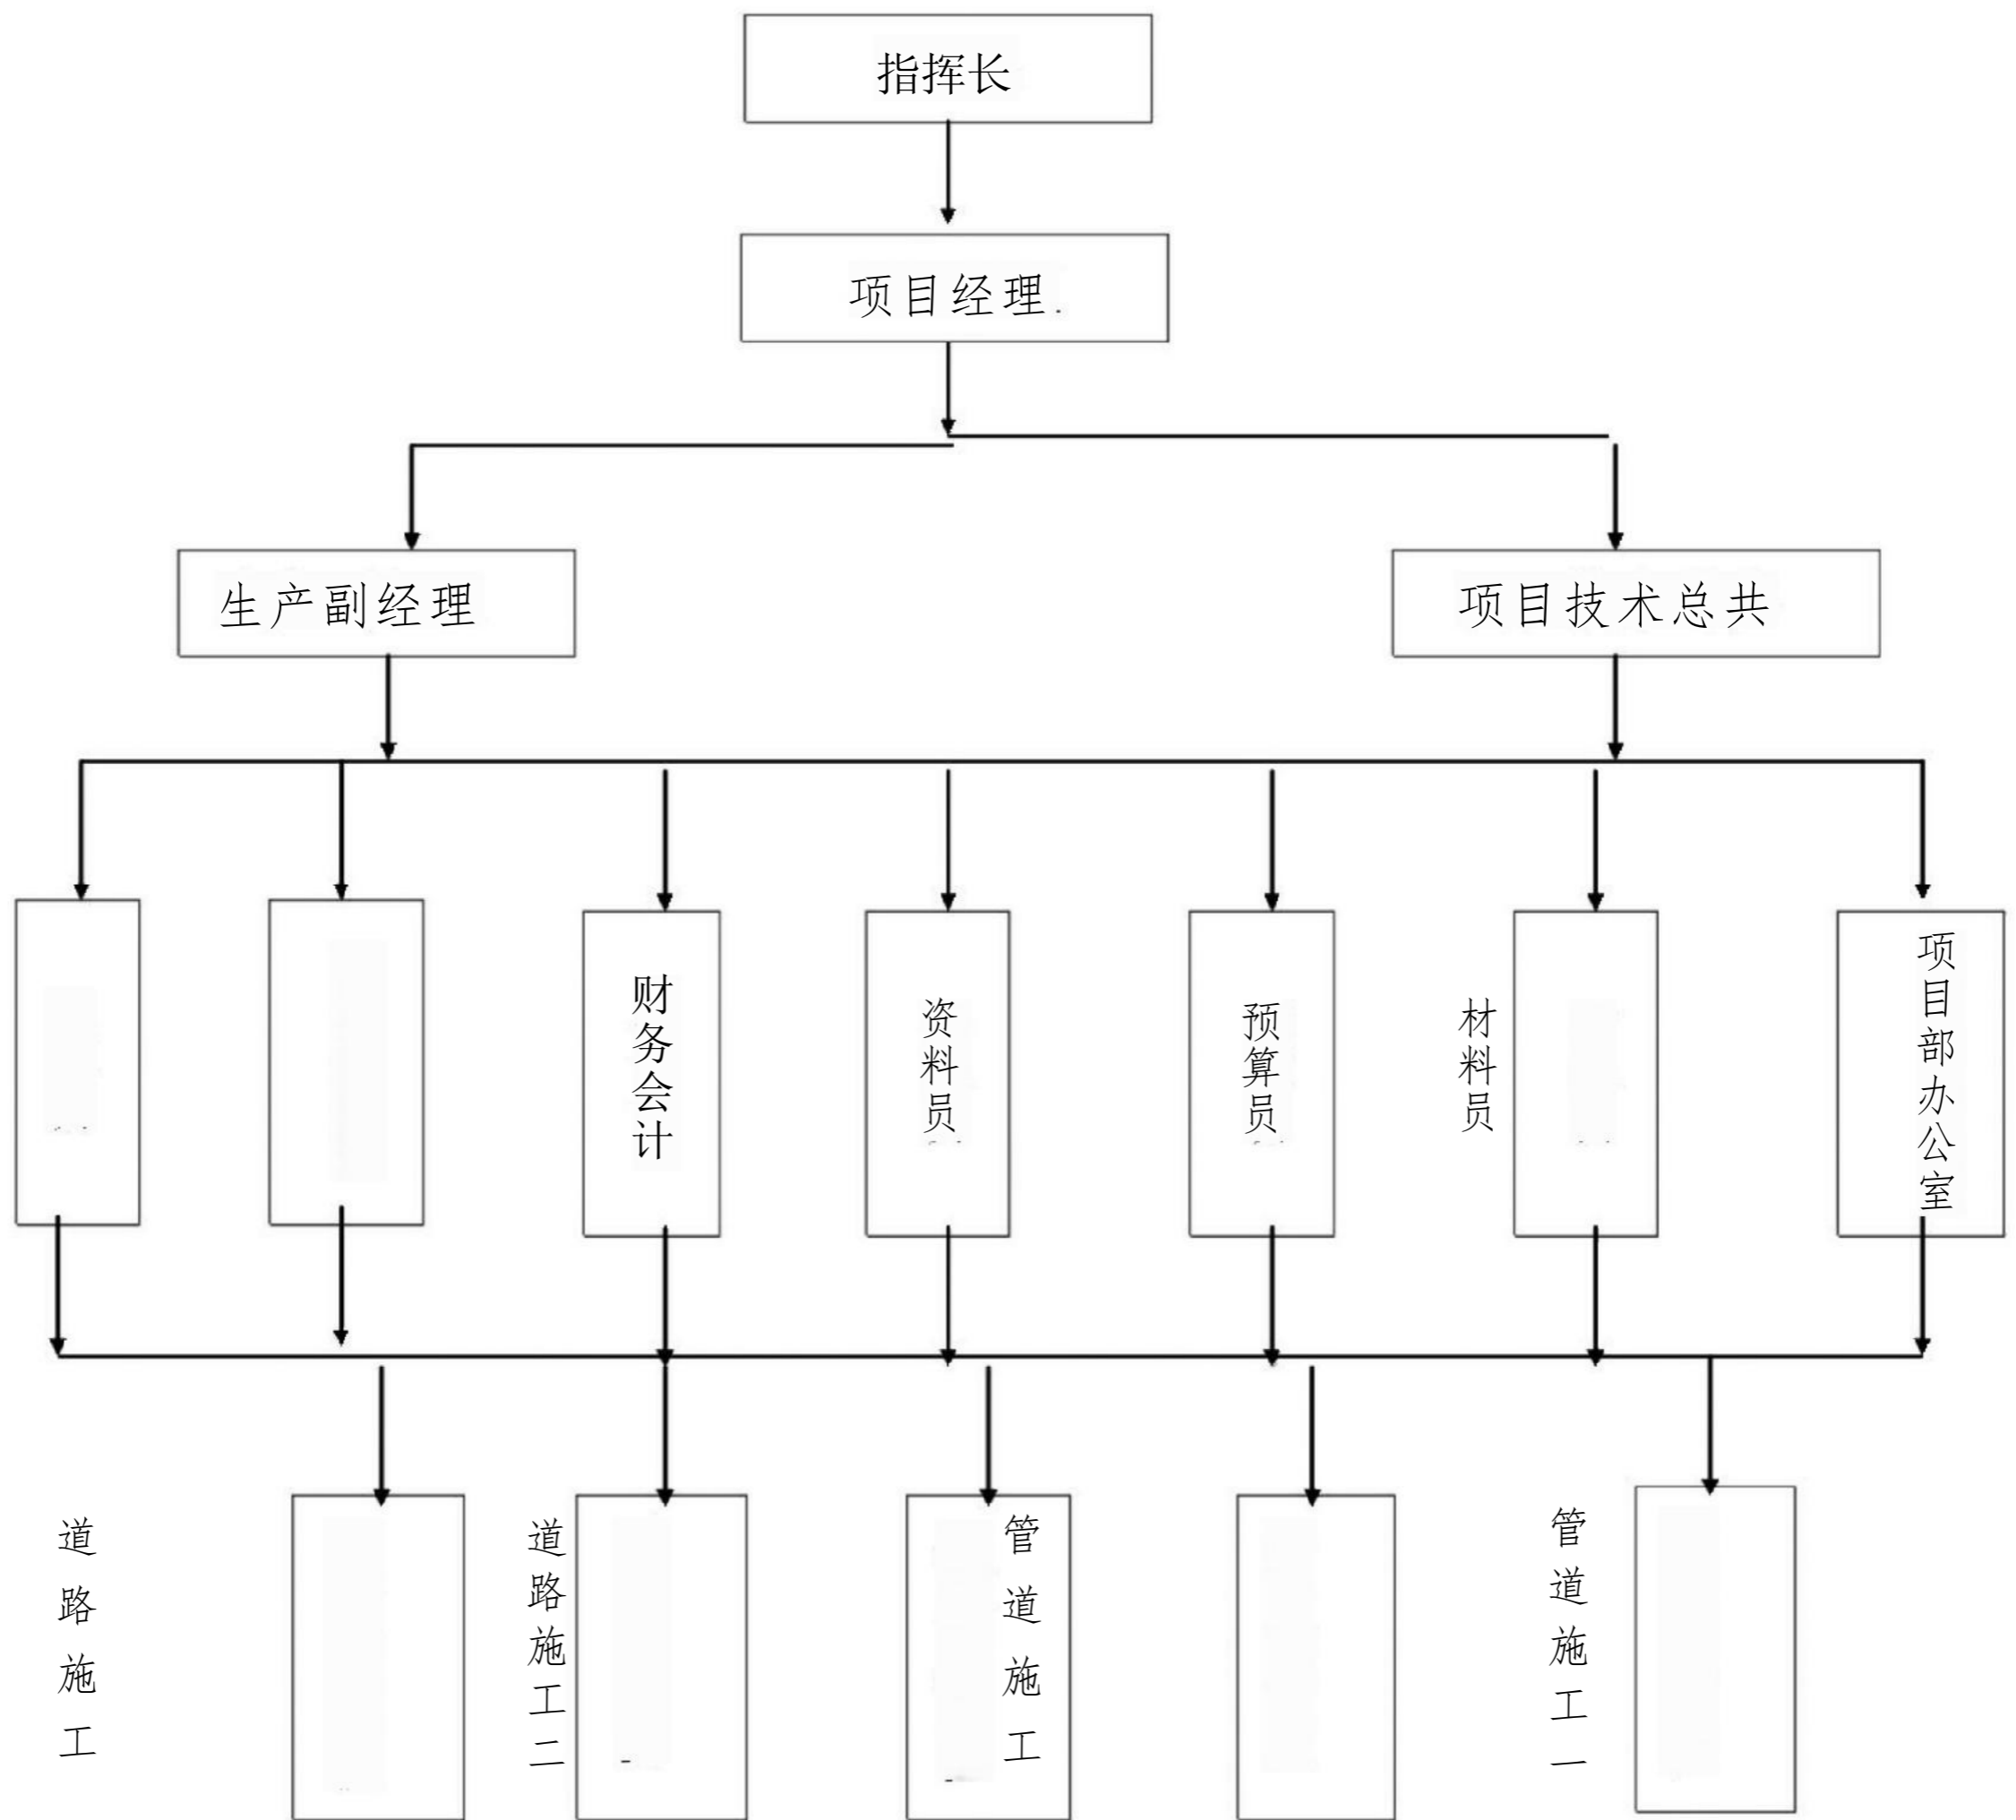 指挥长
项目经理.
生产副经理
项目技术总共
财务会计
资料员
预算员
材料员
项目部办公室
道路施工
道路施工二
管道施工
管道施工一